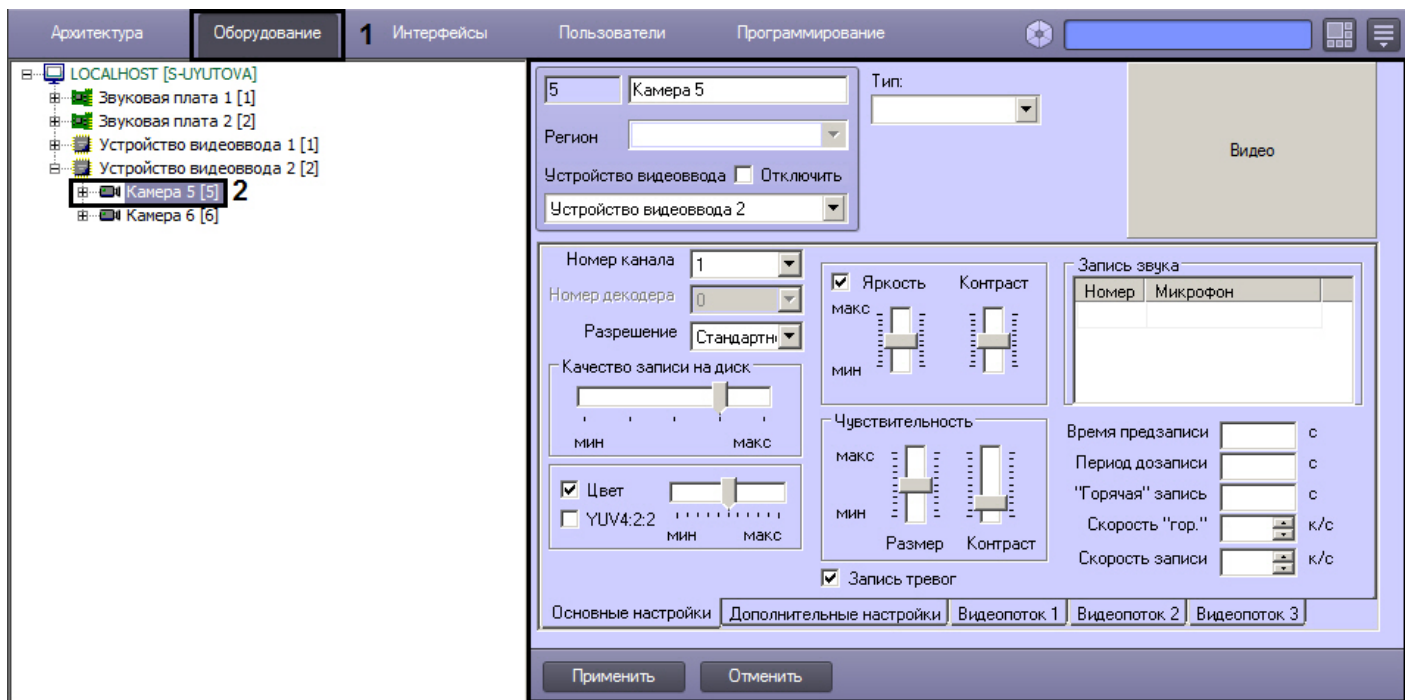 Архитектура Оборудование 1 Интерфейсы Пользователи Программирование
LOCALHOST [S-UYUTOVA]
Звуковая плата 1 [1]
Звуковая плата 2 [2]
Устройство видеоввода 1 [1]
Устройство видеоввода 2 [2]
Камера 5 [5] 2
Камера 6 [6]
5 Камера 5
Регион
Устройство видеоввода Отключить
Устройство видеоввода 2
Тип:
Видео
Номер канала 1
Номер декодера 0
Разрешение Стандартн
Качество записи на диск
мин макс
Цвет
YUV4:2:2
мин макс
Яркость Контраст
макс
мин
Чувствительность
макс
мин
Размер Контраст
Запись тревог
Запись звука
Номер Микрофон
Время предзаписи с
Период дозаписи с
"Горячая" запись с
Скорость "гор." к/с
Скорость записи к/с
Основные настройки Дополнительные настройки Видеопоток 1 Видеопоток 2 Видеопоток 3
Применить Отменить